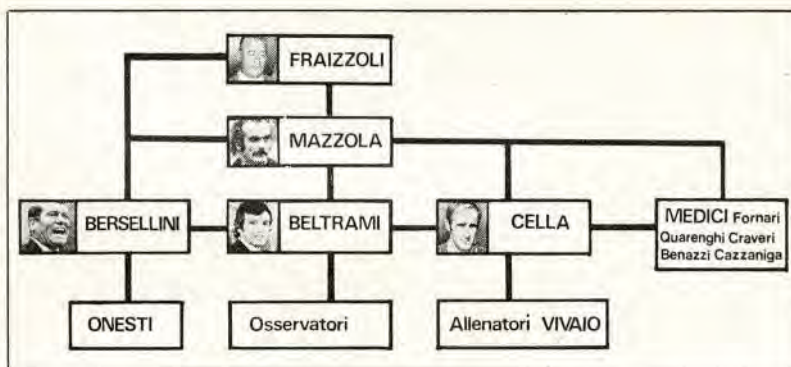 FRAIZZOLI
MAZZOLA
BERSELLINI
BELTRAMI
CELLA
MEDICI Fornari
Quarenghi Craveri
Benazzi Cazzaniga
ONESTI
Osservatori
Allenatori VIVAIO